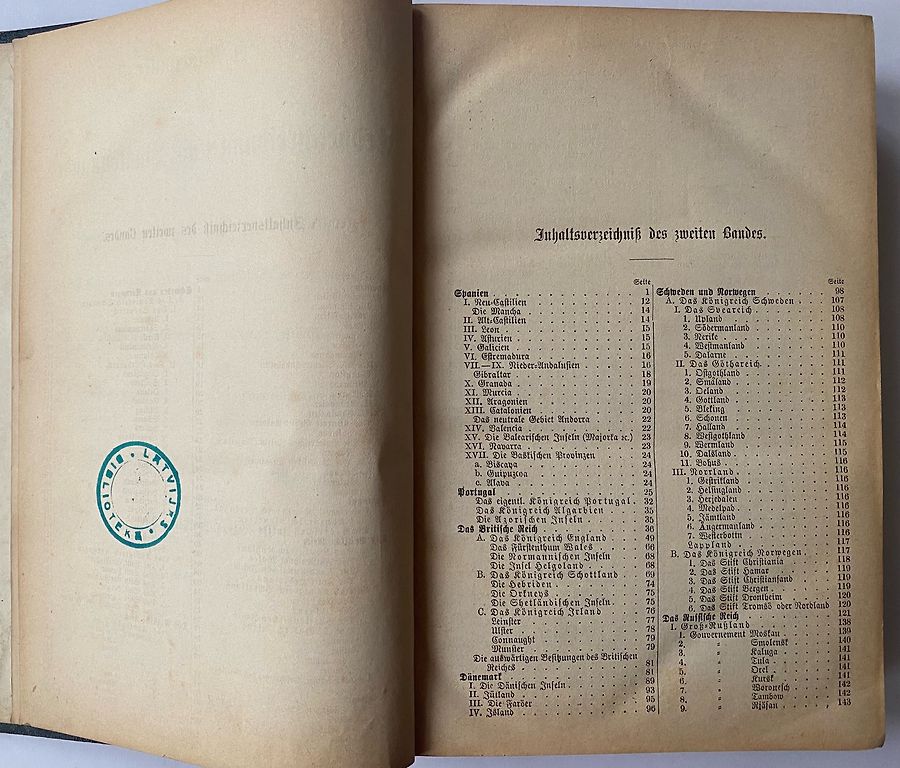 LATVIJAS • BIBLIOTEKA •
Inhaltsverzeichniß des zweiten Bandes.
Seite
Spanien 1
I. Neu-Castilien 12
Die Mancha 14
II. Alt-Castilien 14
III. Leon 15
IV. Asturien 15
V. Galicien 15
VI. Estremadura 16
VII.—IX. Nieder-Andalusien 16
Gibraltar 18
X. Granada 19
XI. Murcia 20
XII. Aragonien 20
XIII. Catalonien 20
Das neutrale Gebiet Andorra 22
XIV. Valencia 22
XV. Die Balearischen Inseln (Majorka ꝛc.) 23
XVI. Navarra 23
XVII. Die Baskischen Provinzen 24
a. Biscaya 24
b. Guipuzcoa 24
c. Alava 24
Portugal 25
Das eigentl. Königreich Portugal 32
Das Königreich Algarbien 35
Die Azorischen Inseln 35
Das Britische Reich 36
A. Das Königreich England 49
Das Fürstenthum Wales 66
Die Normannischen Inseln 68
Die Insel Helgoland 68
B. Das Königreich Schottland 69
Die Hebriden 74
Die Orkneys 75
Die Shetländischen Inseln 75
C. Das Königreich Irland 76
Leinster 77
Ulster 78
Connaught 79
Munster 79
Die auswärtigen Besitzungen des Britischen
Reiches 81
Dänemark 81
I. Die Dänischen Inseln 89
II. Jütland 93
III. Die Faröer 95
IV. Island 96
Seite
Schweden und Norwegen 98
A. Das Königreich Schweden 107
I. Das Sveareich 108
1. Upland 108
2. Södermanland 110
3. Nerike 110
4. Westmanland 110
5. Dalarne 111
II. Das Göthareich 111
1. Ostgothland 111
2. Småland 112
3. Oeland 112
4. Gottland 113
5. Bleking 113
6. Schonen 113
7. Halland 114
8. Westgothland 114
9. Wermland 115
10. Dalsland 115
11. Bohus 116
III. Norrland 116
1. Gestrikland 116
2. Helsingland 116
3. Herjedalen 116
4. Medelpad 116
5. Jämtland 116
6. Angermanland 116
7. Westerbottn 117
Lappland 117
B. Das Königreich Norwegen 117
1. Das Stift Christiania 118
2. Das Stift Hamar 119
3. Das Stift Christiansand 119
4. Das Stift Bergen 119
5. Das Stift Drontheim 120
6. Das Stift Tromsö oder Nordland 120
Das Russische Reich 121
I. Groß-Rußland 138
1. Gouvernement Moskau 139
2. „ Smolensk 140
3. „ Kaluga 141
4. „ Tula 141
5. „ Orel 141
6. „ Kursk 141
7. „ Woronesch 142
8. „ Tambow 142
9. „ Rjäsan 143